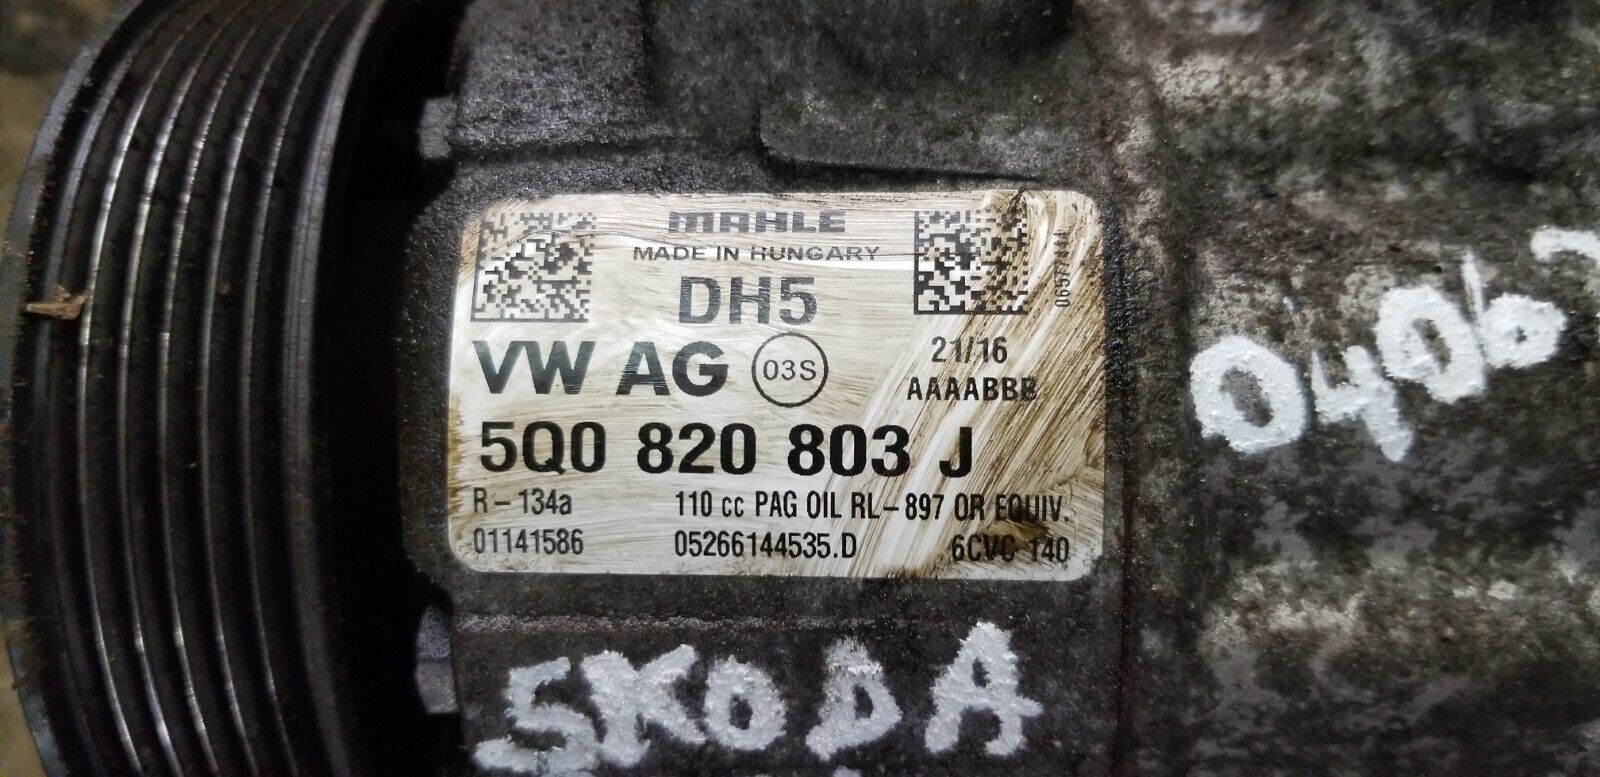 MAHLE
MADE IN HUNGARY
DH5
VW AG 03S
21/16
AAAABBB
5Q0 820 803 J
R-134a 110 cc PAG OIL RL-897 OR EQUIV.
01141586 05266144535.D 6CVC 140
SKODA
0406